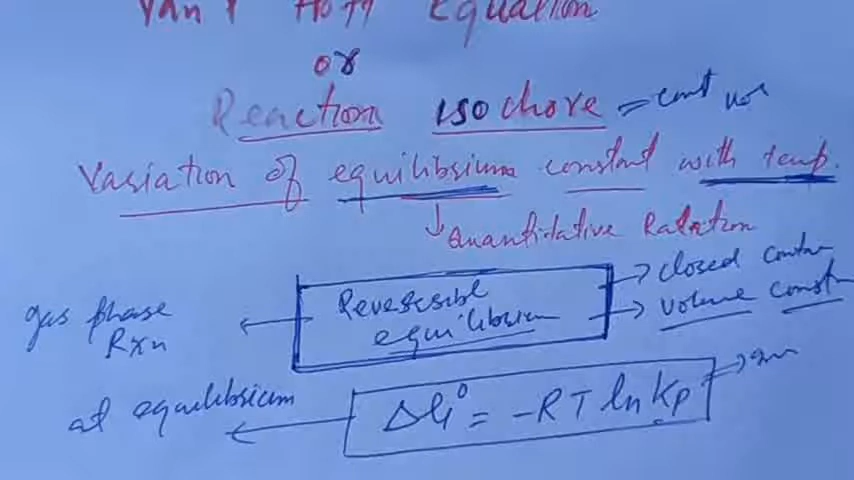 Van't Hoff Equation
or
Reaction isochore = const vol
Variation of equilibrium constant with temp.
Quantitative Relation
closed
gas phase Reversible
Rxn equilibrium volume const
at equilibrium ΔG° = -RT ln Kp